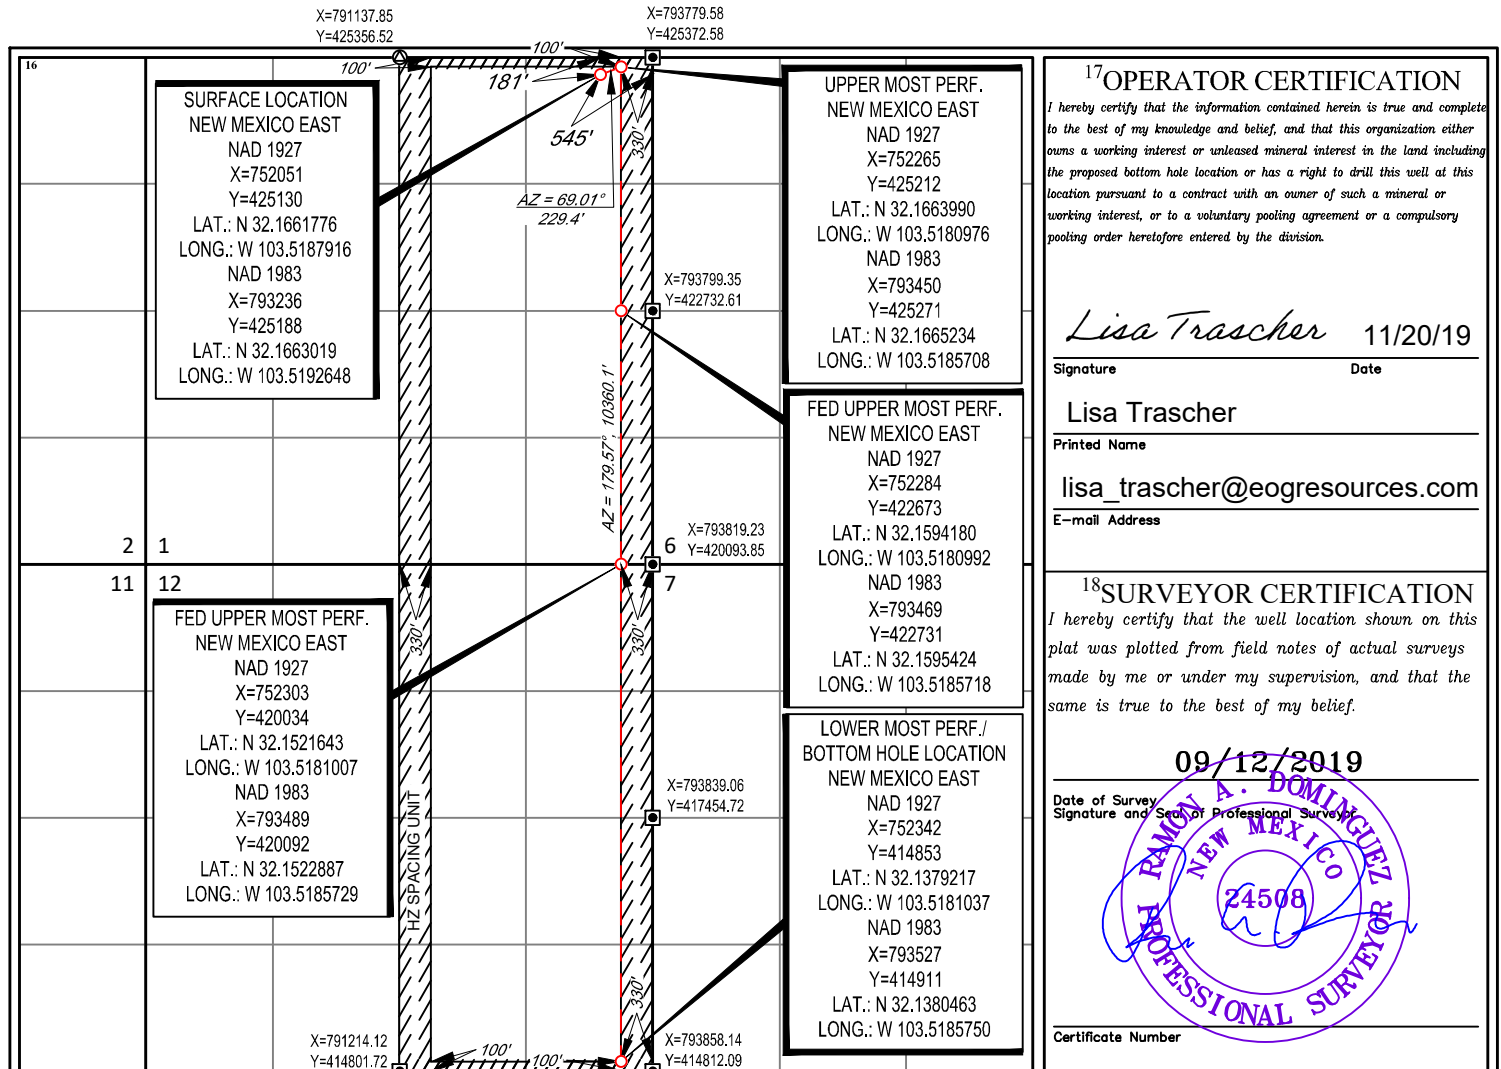 X=791137.85
Y=425356.52
X=793779.58
Y=425372.58
16
100'
100'
181'
545'
330'
AZ = 69.01°
229.4'
SURFACE LOCATION
NEW MEXICO EAST
NAD 1927
X=752051
Y=425130
LAT.: N 32.1661776
LONG.: W 103.5187916
NAD 1983
X=793236
Y=425188
LAT.: N 32.1663019
LONG.: W 103.5192648
UPPER MOST PERF.
NEW MEXICO EAST
NAD 1927
X=752265
Y=425212
LAT.: N 32.1663990
LONG.: W 103.5180976
NAD 1983
X=793450
Y=425271
LAT.: N 32.1665234
LONG.: W 103.5185708
X=793799.35
Y=422732.61
AZ = 179.57°, 10360.1'
FED UPPER MOST PERF.
NEW MEXICO EAST
NAD 1927
X=752284
Y=422673
LAT.: N 32.1594180
LONG.: W 103.5180992
NAD 1983
X=793469
Y=422731
LAT.: N 32.1595424
LONG.: W 103.5185718
X=793819.23
Y=420093.85
2 1
11 12
6
7
330'
330'
FED UPPER MOST PERF.
NEW MEXICO EAST
NAD 1927
X=752303
Y=420034
LAT.: N 32.1521643
LONG.: W 103.5181007
NAD 1983
X=793489
Y=420092
LAT.: N 32.1522887
LONG.: W 103.5185729
HZ SPACING UNIT
X=793839.06
Y=417454.72
LOWER MOST PERF./
BOTTOM HOLE LOCATION
NEW MEXICO EAST
NAD 1927
X=752342
Y=414853
LAT.: N 32.1379217
LONG.: W 103.5181037
NAD 1983
X=793527
Y=414911
LAT.: N 32.1380463
LONG.: W 103.5185750
330'
X=791214.12
Y=414801.72
100'
100'
X=793858.14
Y=414812.09
17OPERATOR CERTIFICATION
I hereby certify that the information contained herein is true and complete
to the best of my knowledge and belief, and that this organization either
owns a working interest or unleased mineral interest in the land including
the proposed bottom hole location or has a right to drill this well at this
location pursuant to a contract with an owner of such a mineral or
working interest, or to a voluntary pooling agreement or a compulsory
pooling order heretofore entered by the division.
Lisa Trascher 11/20/19
Signature Date
Lisa Trascher
Printed Name
lisa_trascher@eogresources.com
E-mail Address
18SURVEYOR CERTIFICATION
I hereby certify that the well location shown on this
plat was plotted from field notes of actual surveys
made by me or under my supervision, and that the
same is true to the best of my belief.
09/12/2019
Date of Survey
Signature and Seal of Professional Surveyor
RAMON A. DOMINGUEZ
NEW MEXICO
24508
PROFESSIONAL SURVEYOR
Certificate Number